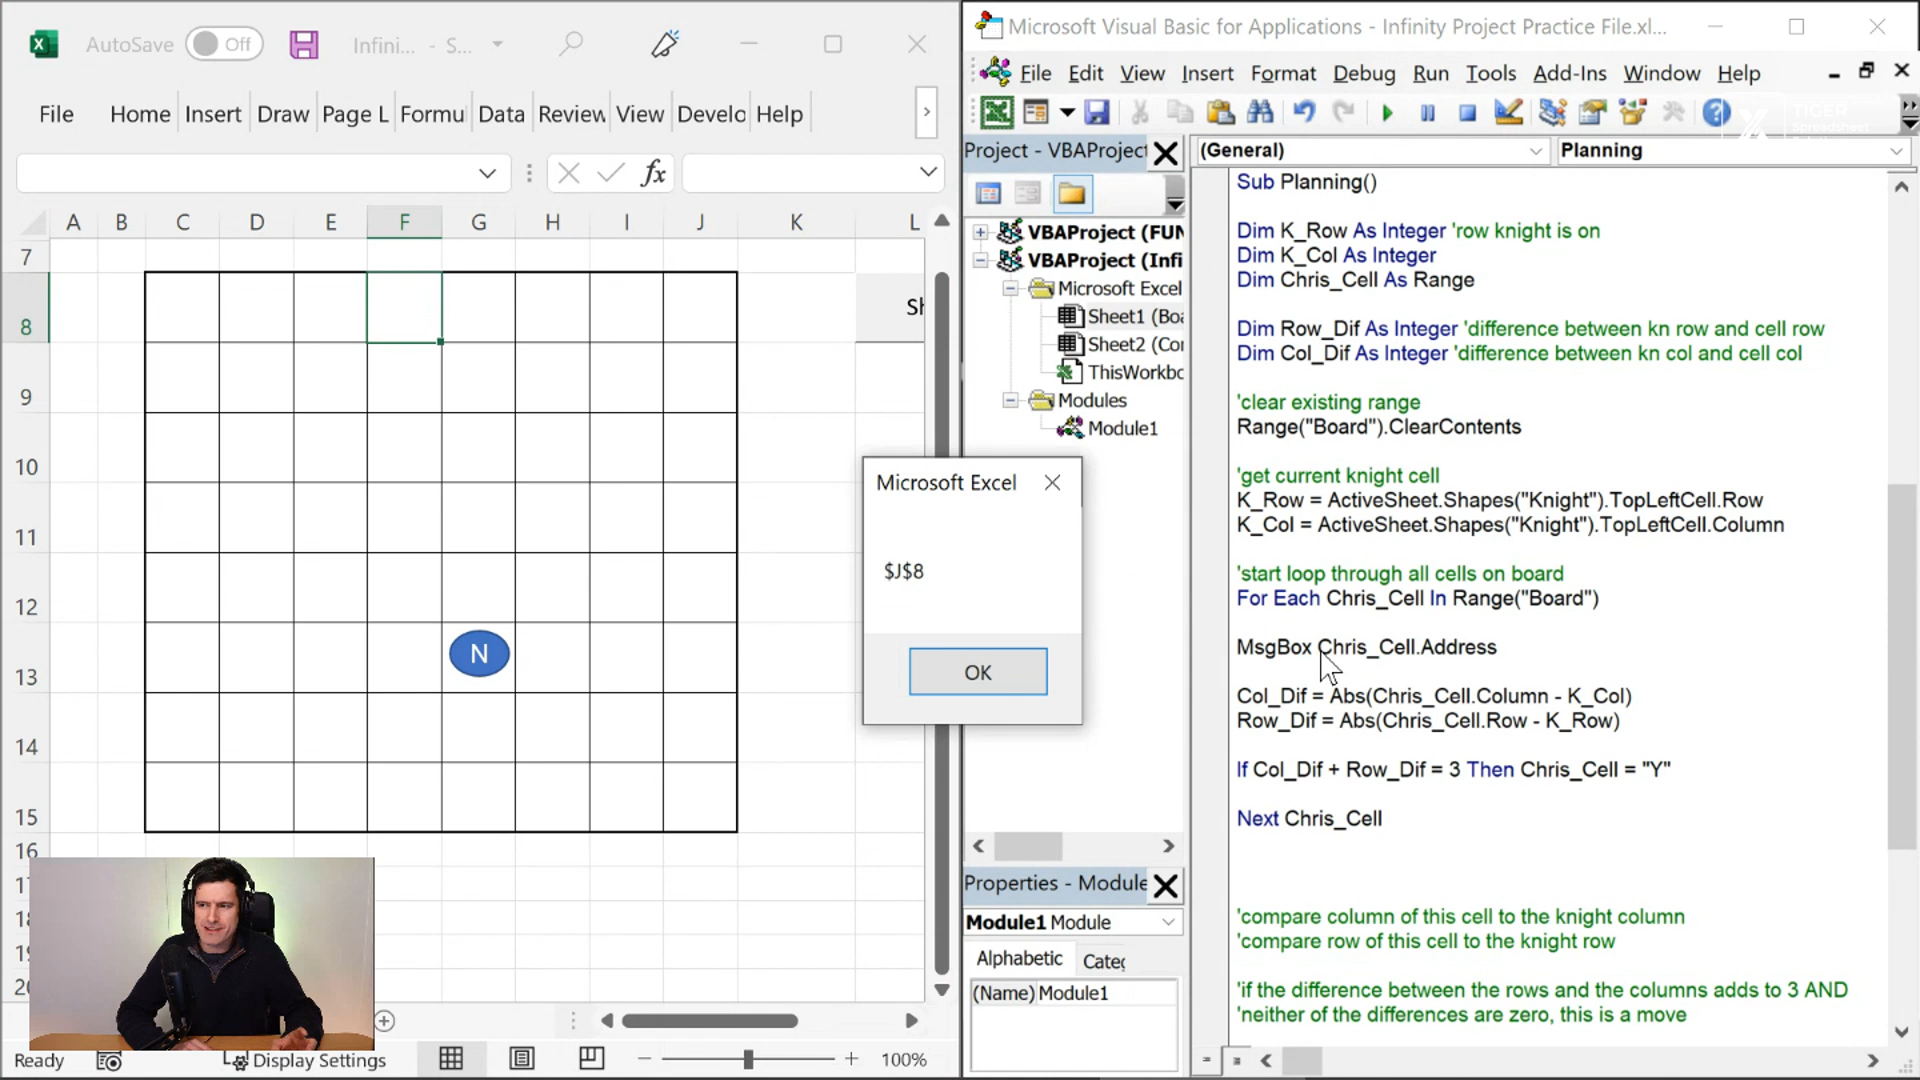 AutoSave Off Infini... - S...
File Home Insert Draw Page L Formu Data Review View Develo Help
fx
A B C D E F G H I J K L
7
8
Sh
9
10
11
12
13
N
14
15
16
19
Ready
Display Settings
100%
Microsoft Excel
$J$8
OK
Microsoft Visual Basic for Applications - Infinity Project Practice File.xl...
File Edit View Insert Format Debug Run Tools Add-Ins Window Help
TIGER
Spreadsheet
Project - VBAProject
VBAProject (FUN
VBAProject (Infi
Microsoft Excel
Sheet1 (Boa
Sheet2 (Cor
ThisWorkbo
Modules
Module1
Properties - Module
Module1 Module
Alphabetic Categ
(Name) Module1
(General) Planning
Sub Planning()
Dim K_Row As Integer 'row knight is on
Dim K_Col As Integer
Dim Chris_Cell As Range
Dim Row_Dif As Integer 'difference between kn row and cell row
Dim Col_Dif As Integer 'difference between kn col and cell col
'clear existing range
Range("Board").ClearContents
'get current knight cell
K_Row = ActiveSheet.Shapes("Knight").TopLeftCell.Row
K_Col = ActiveSheet.Shapes("Knight").TopLeftCell.Column
'start loop through all cells on board
For Each Chris_Cell In Range("Board")
MsgBox Chris_Cell.Address
Col_Dif = Abs(Chris_Cell.Column - K_Col)
Row_Dif = Abs(Chris_Cell.Row - K_Row)
If Col_Dif + Row_Dif = 3 Then Chris_Cell = "Y"
Next Chris_Cell
'compare column of this cell to the knight column
'compare row of this cell to the knight row
'if the difference between the rows and the columns adds to 3 AND
'neither of the differences are zero, this is a move